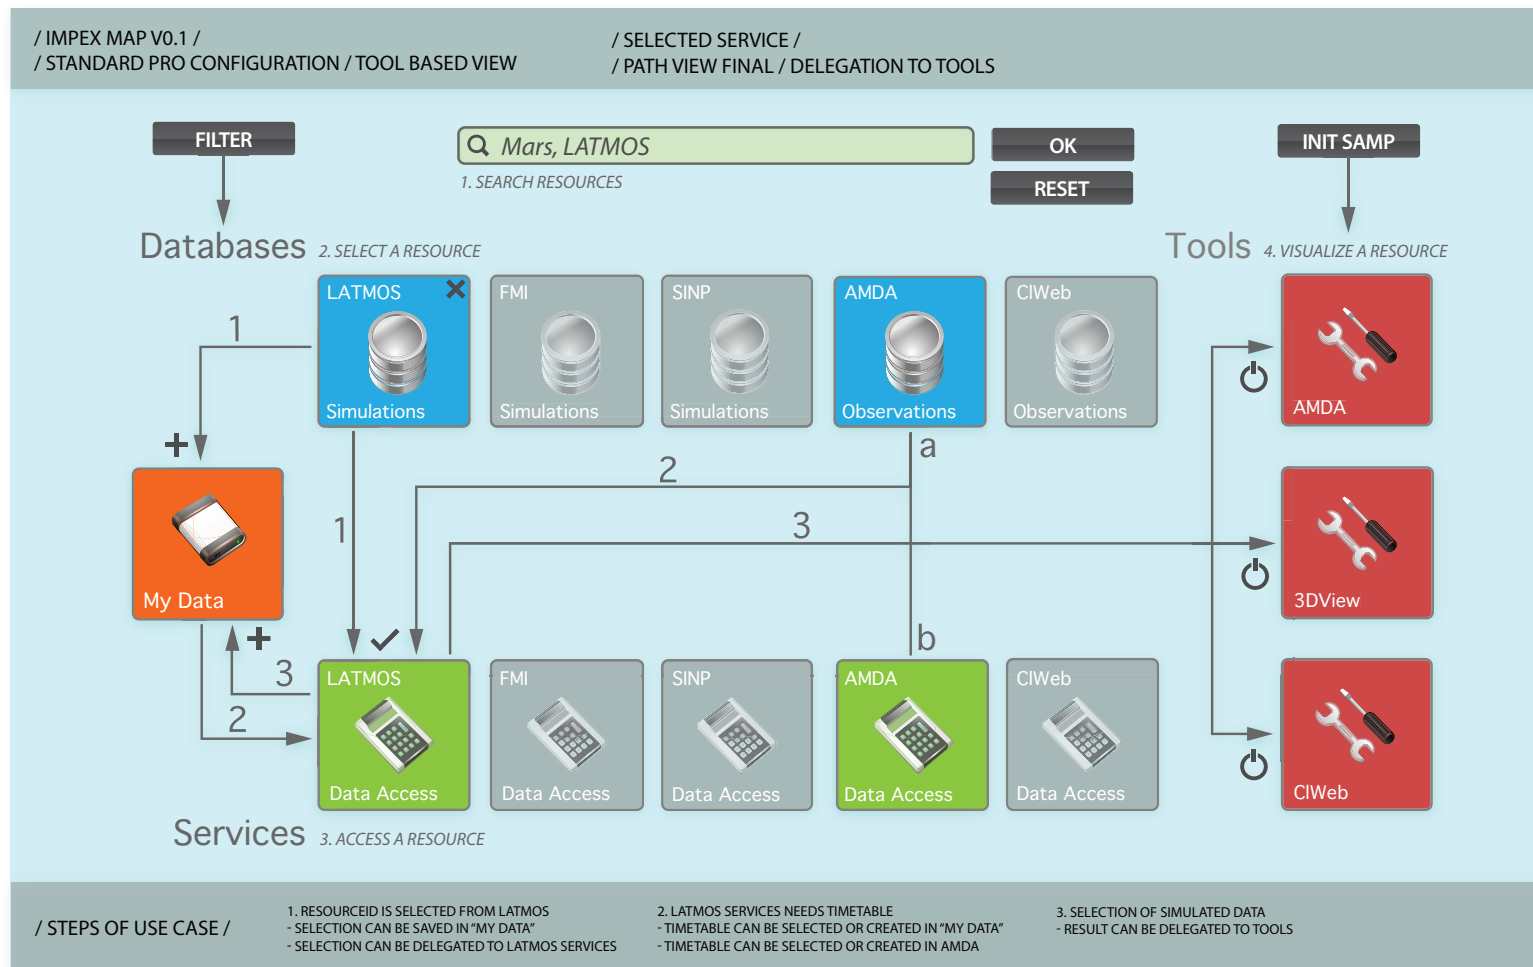 / IMPEX MAP V0.1 /
/ STANDARD PRO CONFIGURATION / TOOL BASED VIEW
/ SELECTED SERVICE /
/ PATH VIEW FINAL / DELEGATION TO TOOLS
FILTER
Mars, LATMOS
OK
INIT SAMP
1. SEARCH RESOURCES
RESET
Databases
2. SELECT A RESOURCE
Tools
4. VISUALIZE A RESOURCE
LATMOS
Simulations
FMI
Simulations
SINP
Simulations
AMDA
Observations
ClWeb
Observations
AMDA
1
a
2
1
3
My Data
3DView
b
3
2
LATMOS
Data Access
FMI
Data Access
SINP
Data Access
AMDA
Data Access
ClWeb
Data Access
ClWeb
Services
3. ACCESS A RESOURCE
/ STEPS OF USE CASE /
1. RESOURCEID IS SELECTED FROM LATMOS
- SELECTION CAN BE SAVED IN "MY DATA"
- SELECTION CAN BE DELEGATED TO LATMOS SERVICES
2. LATMOS SERVICES NEEDS TIMETABLE
- TIMETABLE CAN BE SELECTED OR CREATED IN "MY DATA"
- TIMETABLE CAN BE SELECTED OR CREATED IN AMDA
3. SELECTION OF SIMULATED DATA
- RESULT CAN BE DELEGATED TO TOOLS